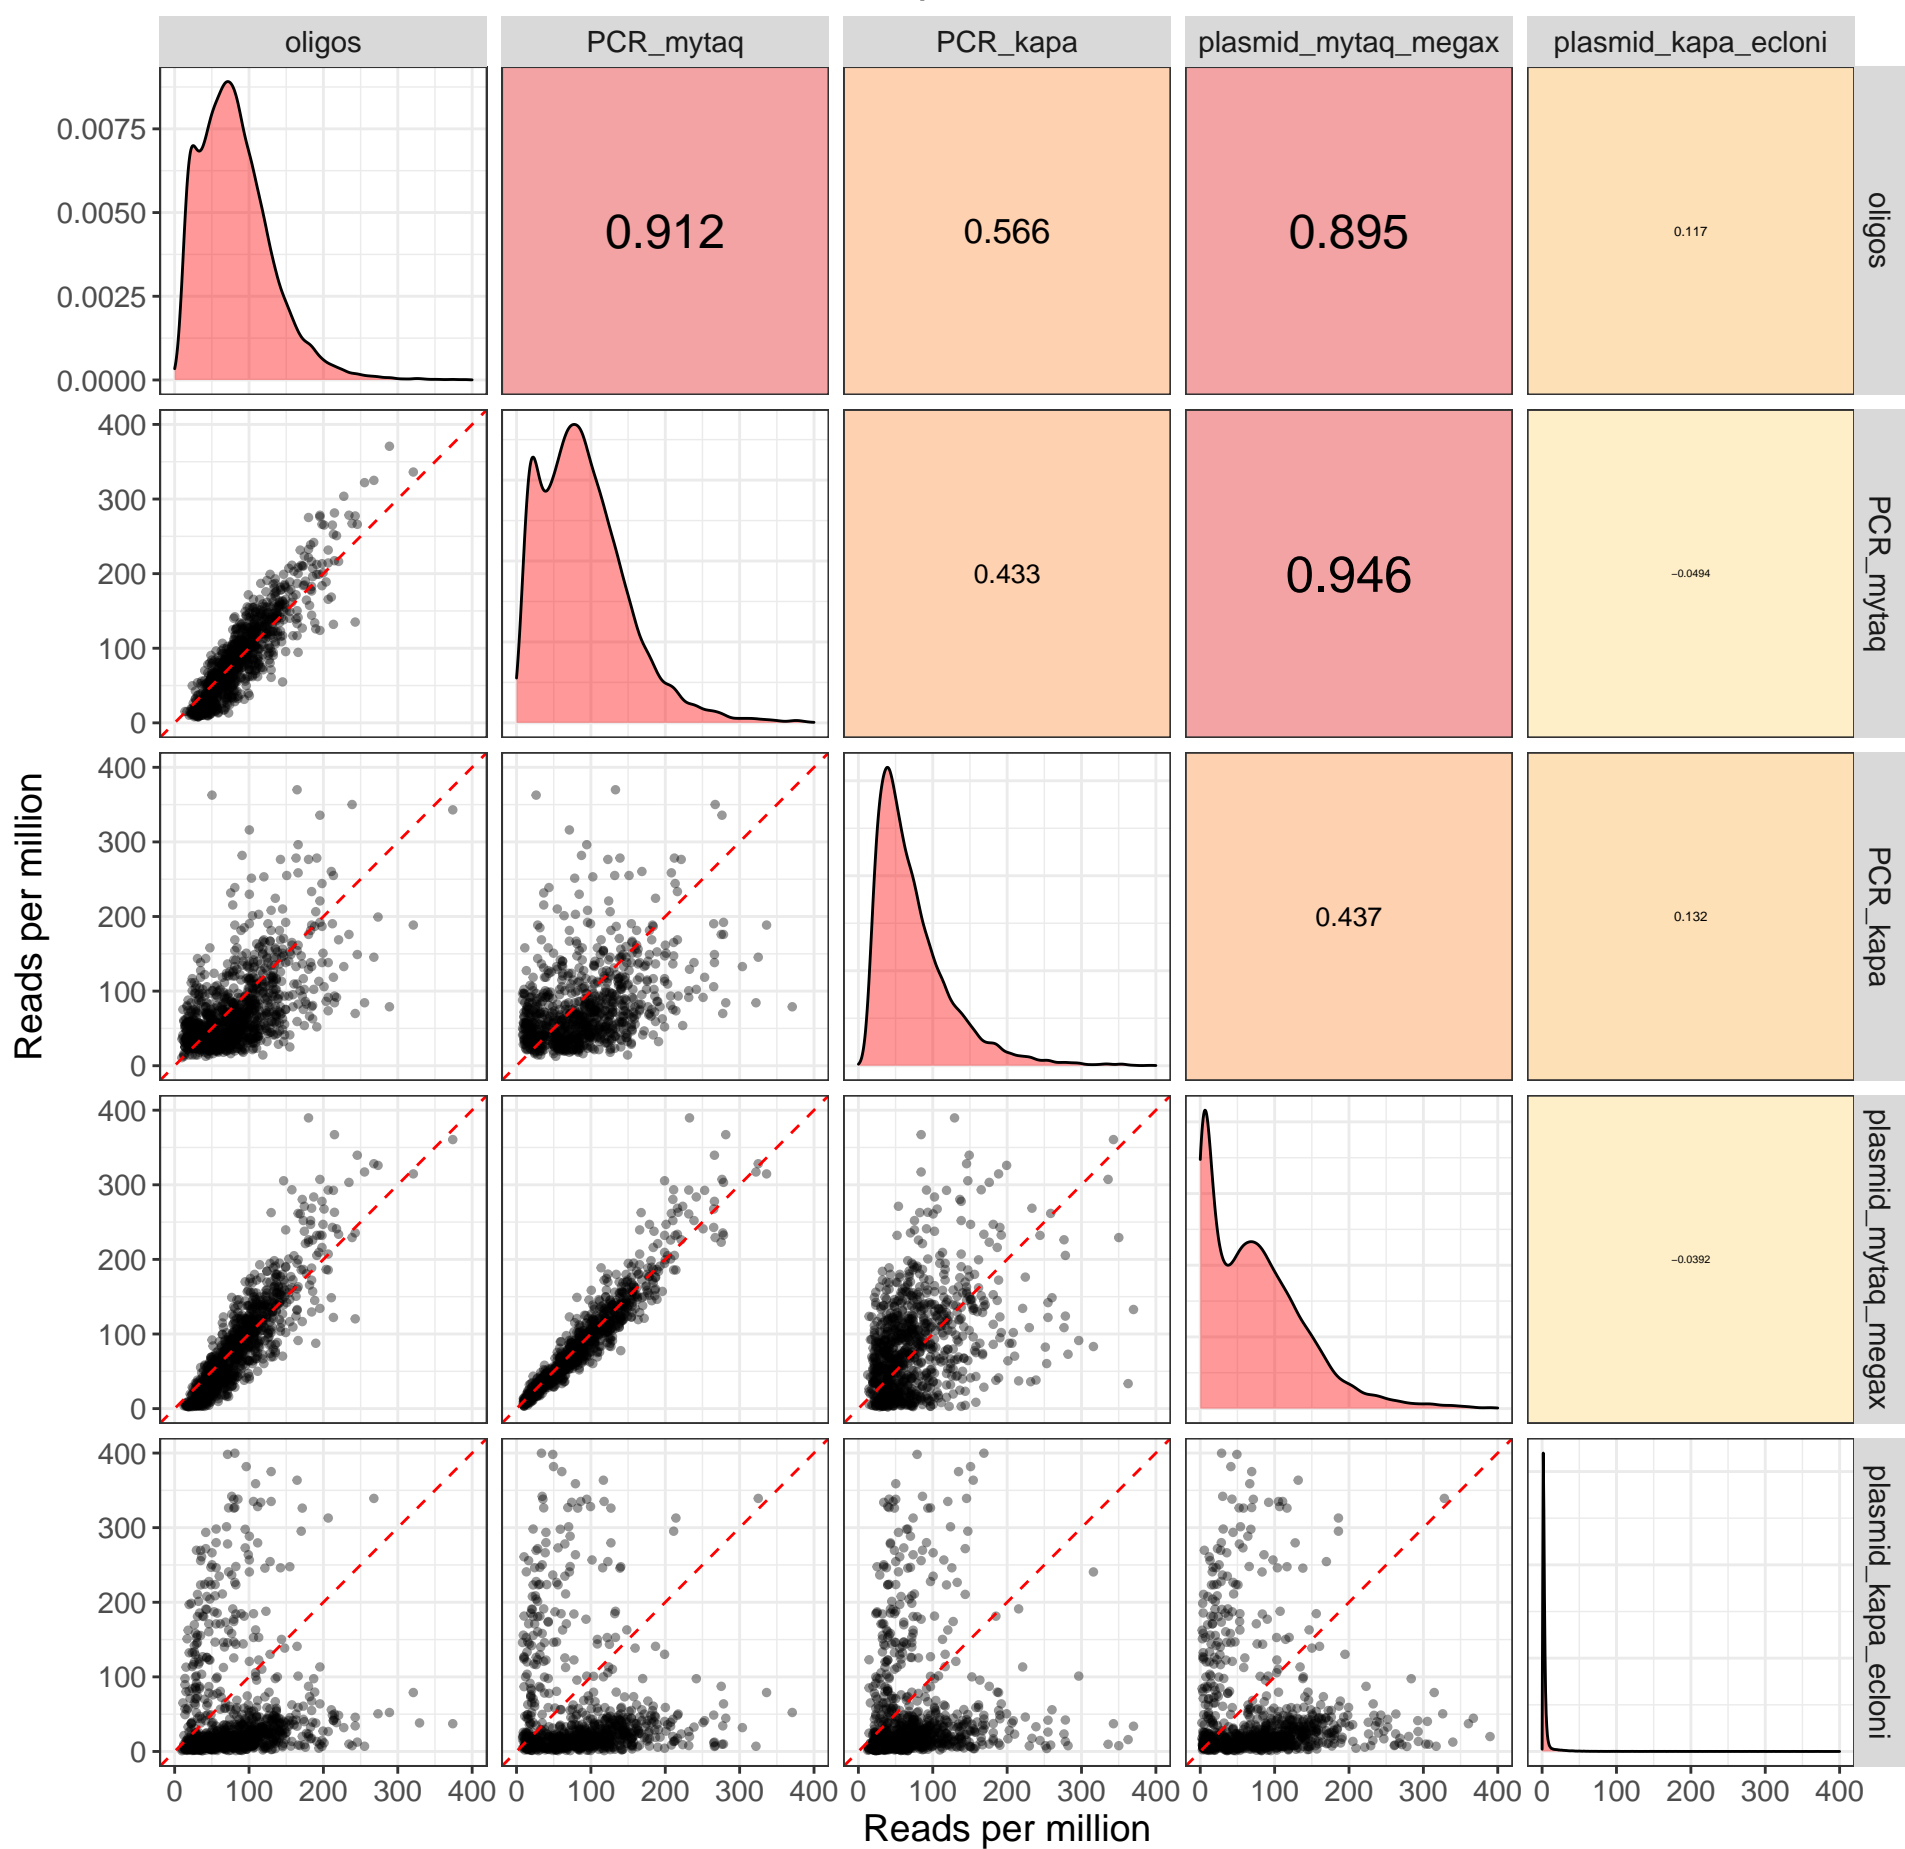 oligos PCR_mytaq PCR_kapa plasmid_mytaq_megax plasmid_kapa_ecloni
0.0075
0.0050
0.0025
0.0000
0.912 0.566 0.895 0.117
oligos
400
300
200
100
0
0.433 0.946 −0.0494
PCR_mytaq
400
300
200
100
0
0.437 0.132
PCR_kapa
400
300
200
100
0
−0.0392
plasmid_mytaq_megax
400
300
200
100
0
plasmid_kapa_ecloni
0 100 200 300 400 0 100 200 300 400 0 100 200 300 400 0 100 200 300 400 0 100 200 300 400
Reads per million
Reads per million